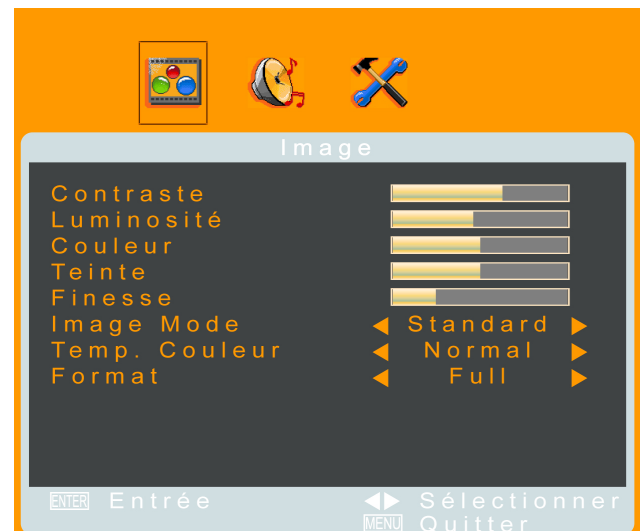 Image
Contraste
Luminosité
Couleur
Teinte
Finesse
Image Mode ◀ Standard ▶
Temp. Couleur ◀ Normal ▶
Format ◀ Full ▶
ENTER Entrée ◀▶ Sélectionner
MENU Quitter